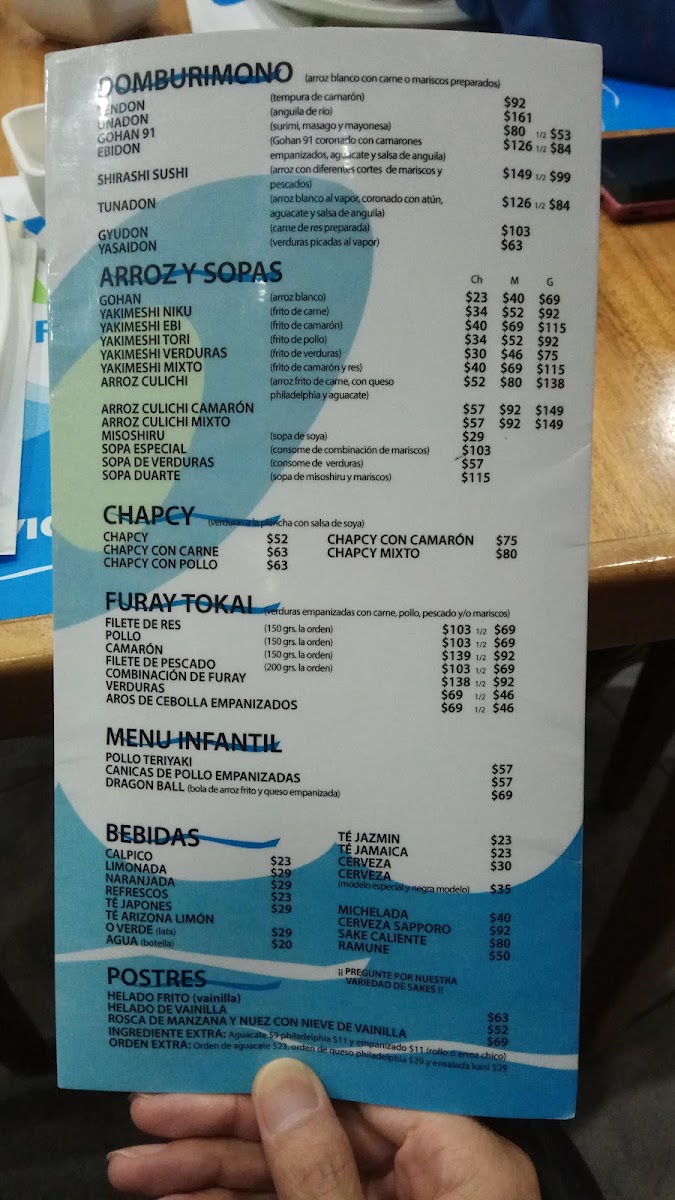 DOMBURIMONO (arroz blanco con carne o mariscos preparados)
TENDON (tempura de camarón) $92
UNADON (anguila de río) $161
GOHAN 91 (surimi, masago y mayonesa) $80 1/2 $53
EBIDON (Gohan 91 coronado con camarones $126 1/2 $84
empanizados, aguacate y salsa de anguila)
SHIRASHI SUSHI (arroz con diferentes cortes de mariscos y $149 1/2 $99
pescados)
TUNADON (arroz blanco al vapor, coronado con atún, $126 1/2 $84
aguacate y salsa de anguila)
GYUDON (carne de res preparada) $103
YASAIDON (verduras picadas al vapor) $63
ARROZ Y SOPAS Ch M G
GOHAN (arroz blanco) $23 $40 $69
YAKIMESHI NIKU (frito de carne) $34 $52 $92
YAKIMESHI EBI (frito de camarón) $40 $69 $115
YAKIMESHI TORI (frito de pollo) $34 $52 $92
YAKIMESHI VERDURAS (frito de verduras) $30 $46 $75
YAKIMESHI MIXTO (frito de camarón y res) $40 $69 $115
ARROZ CULICHI (arroz frito de carne, con queso $52 $80 $138
philadelphia y aguacate)
ARROZ CULICHI CAMARÓN $57 $92 $149
ARROZ CULICHI MIXTO $57 $92 $149
MISOSHIRU (sopa de soya) $29
SOPA ESPECIAL (consome de combinación de mariscos) $103
SOPA DE VERDURAS (consome de verduras) $57
SOPA DUARTE (sopa de misoshiru y mariscos) $115
CHAPCY (verduras a la plancha con salsa de soya)
CHAPCY $52 CHAPCY CON CAMARÓN $75
CHAPCY CON CARNE $63 CHAPCY MIXTO $80
CHAPCY CON POLLO $63
FURAY TOKAI (verduras empanizadas con carne, pollo, pescado y/o mariscos)
FILETE DE RES (150 grs. la orden) $103 1/2 $69
POLLO (150 grs. la orden) $103 1/2 $69
CAMARÓN (150 grs. la orden) $139 1/2 $92
FILETE DE PESCADO (200 grs. la orden) $103 1/2 $69
COMBINACIÓN DE FURAY $138 1/2 $92
VERDURAS $69 1/2 $46
AROS DE CEBOLLA EMPANIZADOS $69 1/2 $46
MENU INFANTIL
POLLO TERIYAKI $57
CANICAS DE POLLO EMPANIZADAS $57
DRAGON BALL (bola de arroz frito y queso empanizada) $69
BEBIDAS
CALPICO $23
LIMONADA $29
NARANJADA $29
REFRESCOS $23
TÉ JAPONES $29
TÉ ARIZONA LIMÓN
O VERDE (lata) $29
AGUA (botella) $20
TÉ JAZMIN $23
TÉ JAMAICA $23
CERVEZA $30
CERVEZA
(modelo especial y negra modelo) $35
MICHELADA $40
CERVEZA SAPPORO $92
SAKE CALIENTE $80
RAMUNE $50
¡¡ PREGUNTE POR NUESTRA
VARIEDAD DE SAKES !!
POSTRES
HELADO FRITO (vainilla) $63
HELADO DE VAINILLA $52
ROSCA DE MANZANA Y NUEZ CON NIEVE DE VAINILLA $69
INGREDIENTE EXTRA: Aguacate $9 philadelphia $11 y empanizado $11 (rollo o arroz chico)
ORDEN EXTRA: Orden de aguacate $23, orden de queso philadelphia $29 y ensalada kani $29